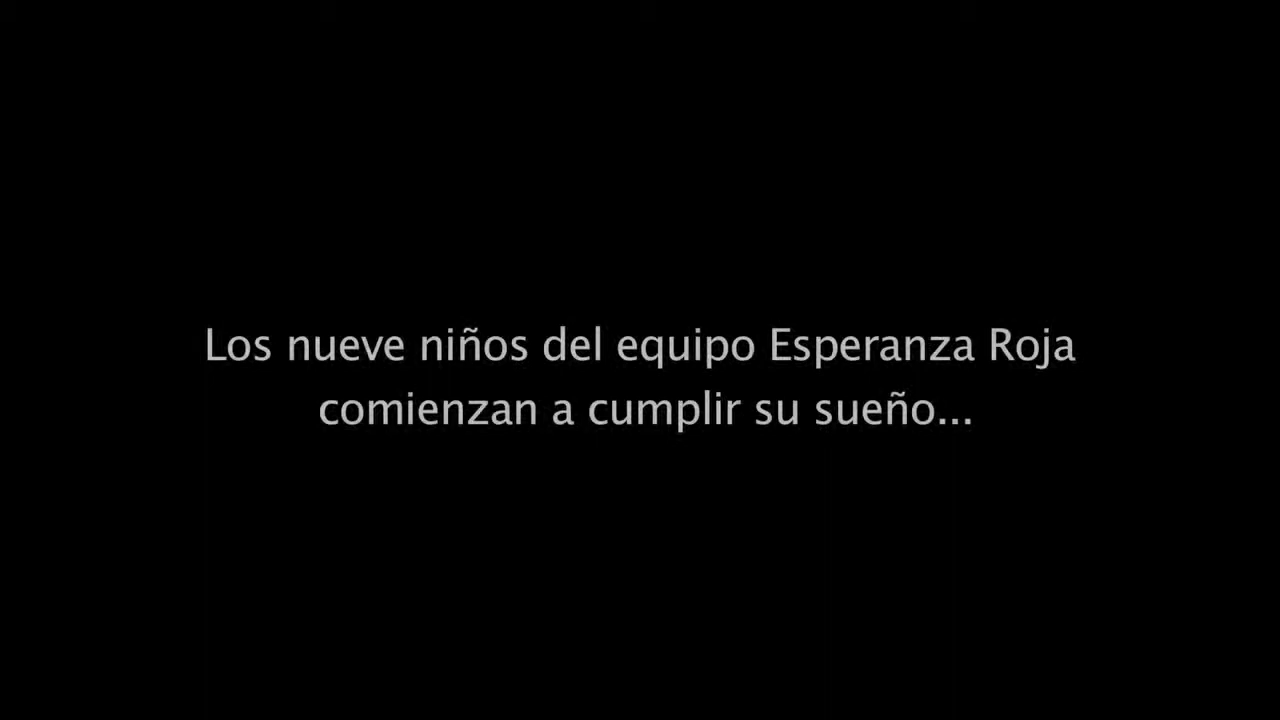 Los nueve niños del equipo Esperanza Roja
comienzan a cumplir su sueño...